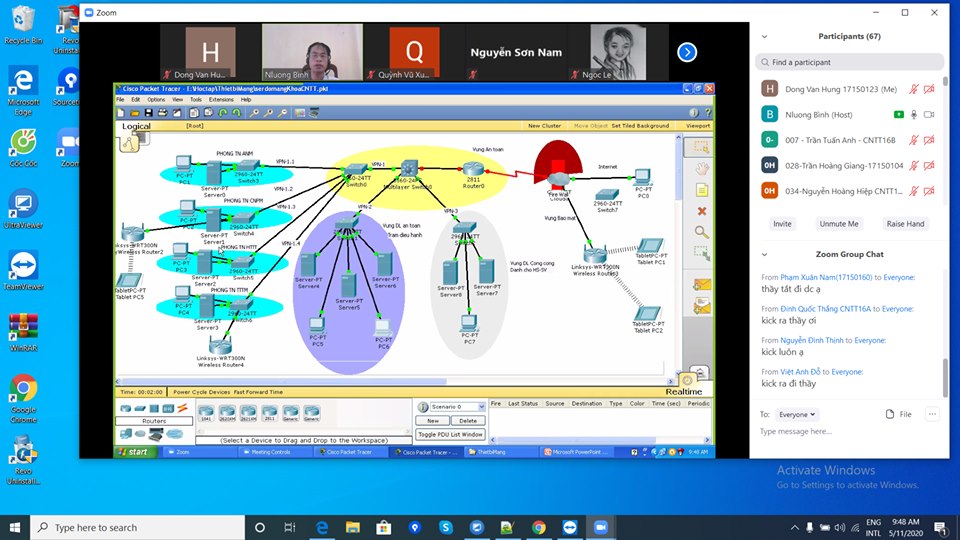 Recycle Bin
Revo
Uninstall...
Microsoft
Edge
Sourcetr
Cốc Cốc
Zoom
UltraViewer
TeamViewer
WinRAR
Google
Chrome
Revo
Uninstall...
Zoom
Dong Van Hu...
Nluong Binh
Quỳnh Vũ Xu...
Nguyễn Sơn Nam
Ngoc Le
Cisco Packet Tracer - E:\Hoctap\ThietbiMang\serdomangKhoaCNTT.pkt
File Edit Options View Tools Extensions Help
Logical
[Root]
New Cluster
Move Object
Set Tiled Background
Viewport
PHONG TN ANM
VPN-1.1
PC-PT
PC1
Server-PT
Server0
2960-24TT
Switch3
VPN-1.2
PHONG TN CNPM
PC-PT
PC2
Server-PT
Server1
2960-24TT
Switch4
VPN-1.3
PHONG TN HTTT
Linksys-WRT300N
Wireless Router2
PC-PT
PC3
Server-PT
Server2
2960-24TT
Switch5
VPN-1.4
TabletPC-PT
Tablet PC5
PHONG TN TTTM
PC-PT
PC4
Server-PT
Server3
2960-24TT
Switch6
Linksys-WRT300N
Wireless Router4
VPN-1
2960-24TT
Switch0
3560-24TT
Multilayer Switch0
Vung An toan
2811
Router0
Fire Wall
Internet
2960-24TT
Switch7
PC-PT
PC0
Vung Bao mat
Linksys-WRT300N
Wireless Router0
TabletPC-PT
Tablet PC1
TabletPC-PT
Tablet PC2
VPN-2
Vung DL an toan
Tram dieu hanh
Server-PT
Server4
Server-PT
Server5
Server-PT
Server6
PC-PT
PC5
PC-PT
PC6
VPN-3
Vung DL Công cong
Danh cho HS-SV
Server-PT
Server8
Server-PT
Server7
PC-PT
PC7
Time: 00:02:00
Power Cycle Devices
Fast Forward Time
Realtime
Routers
1841
2620XM
2621XM
2811
Generic
Generic
(Select a Device to Drag and Drop to the Workspace)
Scenario 0
New
Delete
Toggle PDU List Window
Fire
Last Status
Source
Destination
Type
Color
Time (sec)
Periodic
start
Zoom
Meeting Controls
Cisco Packet Tracer
Cisco Packet Tracer - ...
ThietbiMang
Microsoft PowerPoint ...
9:48 AM
Participants (67)
Find a participant
H
Dong Van Hung 17150123 (Me)
B
Nluong Bình (Host)
0-
007 - Trần Tuấn Anh - CNTT16B
0H
028-Trần Hoàng Giang-17150104
0H
034-Nguyễn Hoàng Hiệp CNTT1...
Invite
Unmute Me
Raise Hand
Zoom Group Chat
From Phạm Xuân Nam(17150160) to Everyone:
thầy tắt đi dc ạ
From Đinh Quốc Thắng CNTT16A to Everyone:
kick ra thầy ơi
From Nguyễn Đình Thịnh to Everyone:
kick luôn ạ
From Việt Anh Đỗ to Everyone:
kick ra đi thầy
To:
Everyone
File
Type message here...
Activate Windows
Go to Settings to activate Windows.
Type here to search
ENG
INTL
9:48 AM
5/11/2020